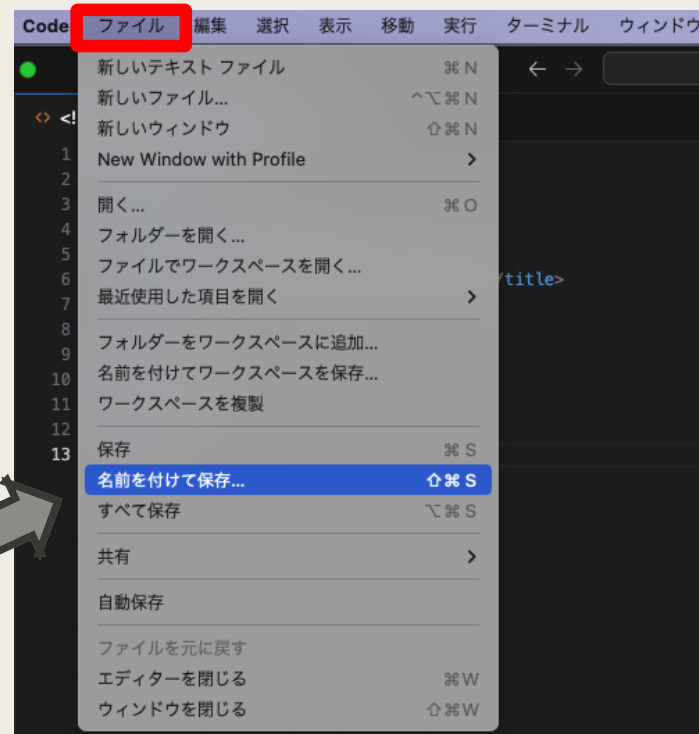 Code ファイル 編集 選択 表示 移動 実行 ターミナル ウィンドウ
← →
<> <!
新しいテキスト ファイル ⌘ N
新しいファイル... ^⌥⌘ N
新しいウィンドウ ⇧⌘ N
New Window with Profile >
開く... ⌘ O
フォルダーを開く...
ファイルでワークスペースを開く...
最近使用した項目を開く >
フォルダーをワークスペースに追加...
名前を付けてワークスペースを保存...
ワークスペースを複製
保存 ⌘ S
名前を付けて保存... ⇧⌘ S
すべて保存 ⌥⌘ S
共有 >
自動保存
ファイルを元に戻す
エディターを閉じる ⌘W
ウィンドウを閉じる ⇧⌘W
1
2
3
4
5
6 /title>
7
8
9
10
11
12
13